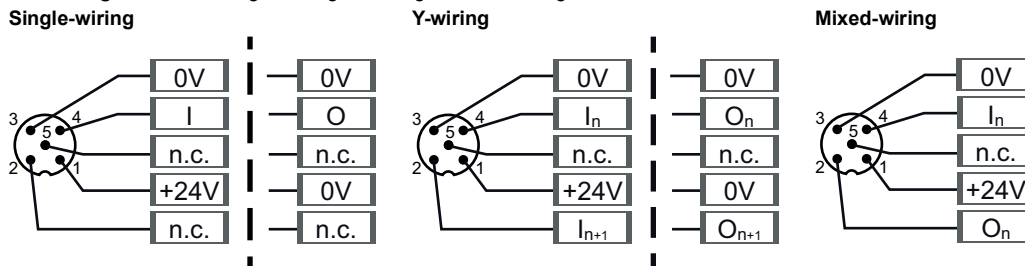 Single-wiring Y-wiring Mixed-wiring
0V 0V 0V 0V 0V
3 4 I O 3 4 In On 3 4 In
5 n.c. n.c. 5 n.c. n.c. 5 n.c.
2 1 +24V 0V 2 1 +24V 0V 2 1 +24V
n.c. n.c. In+1 On+1 On